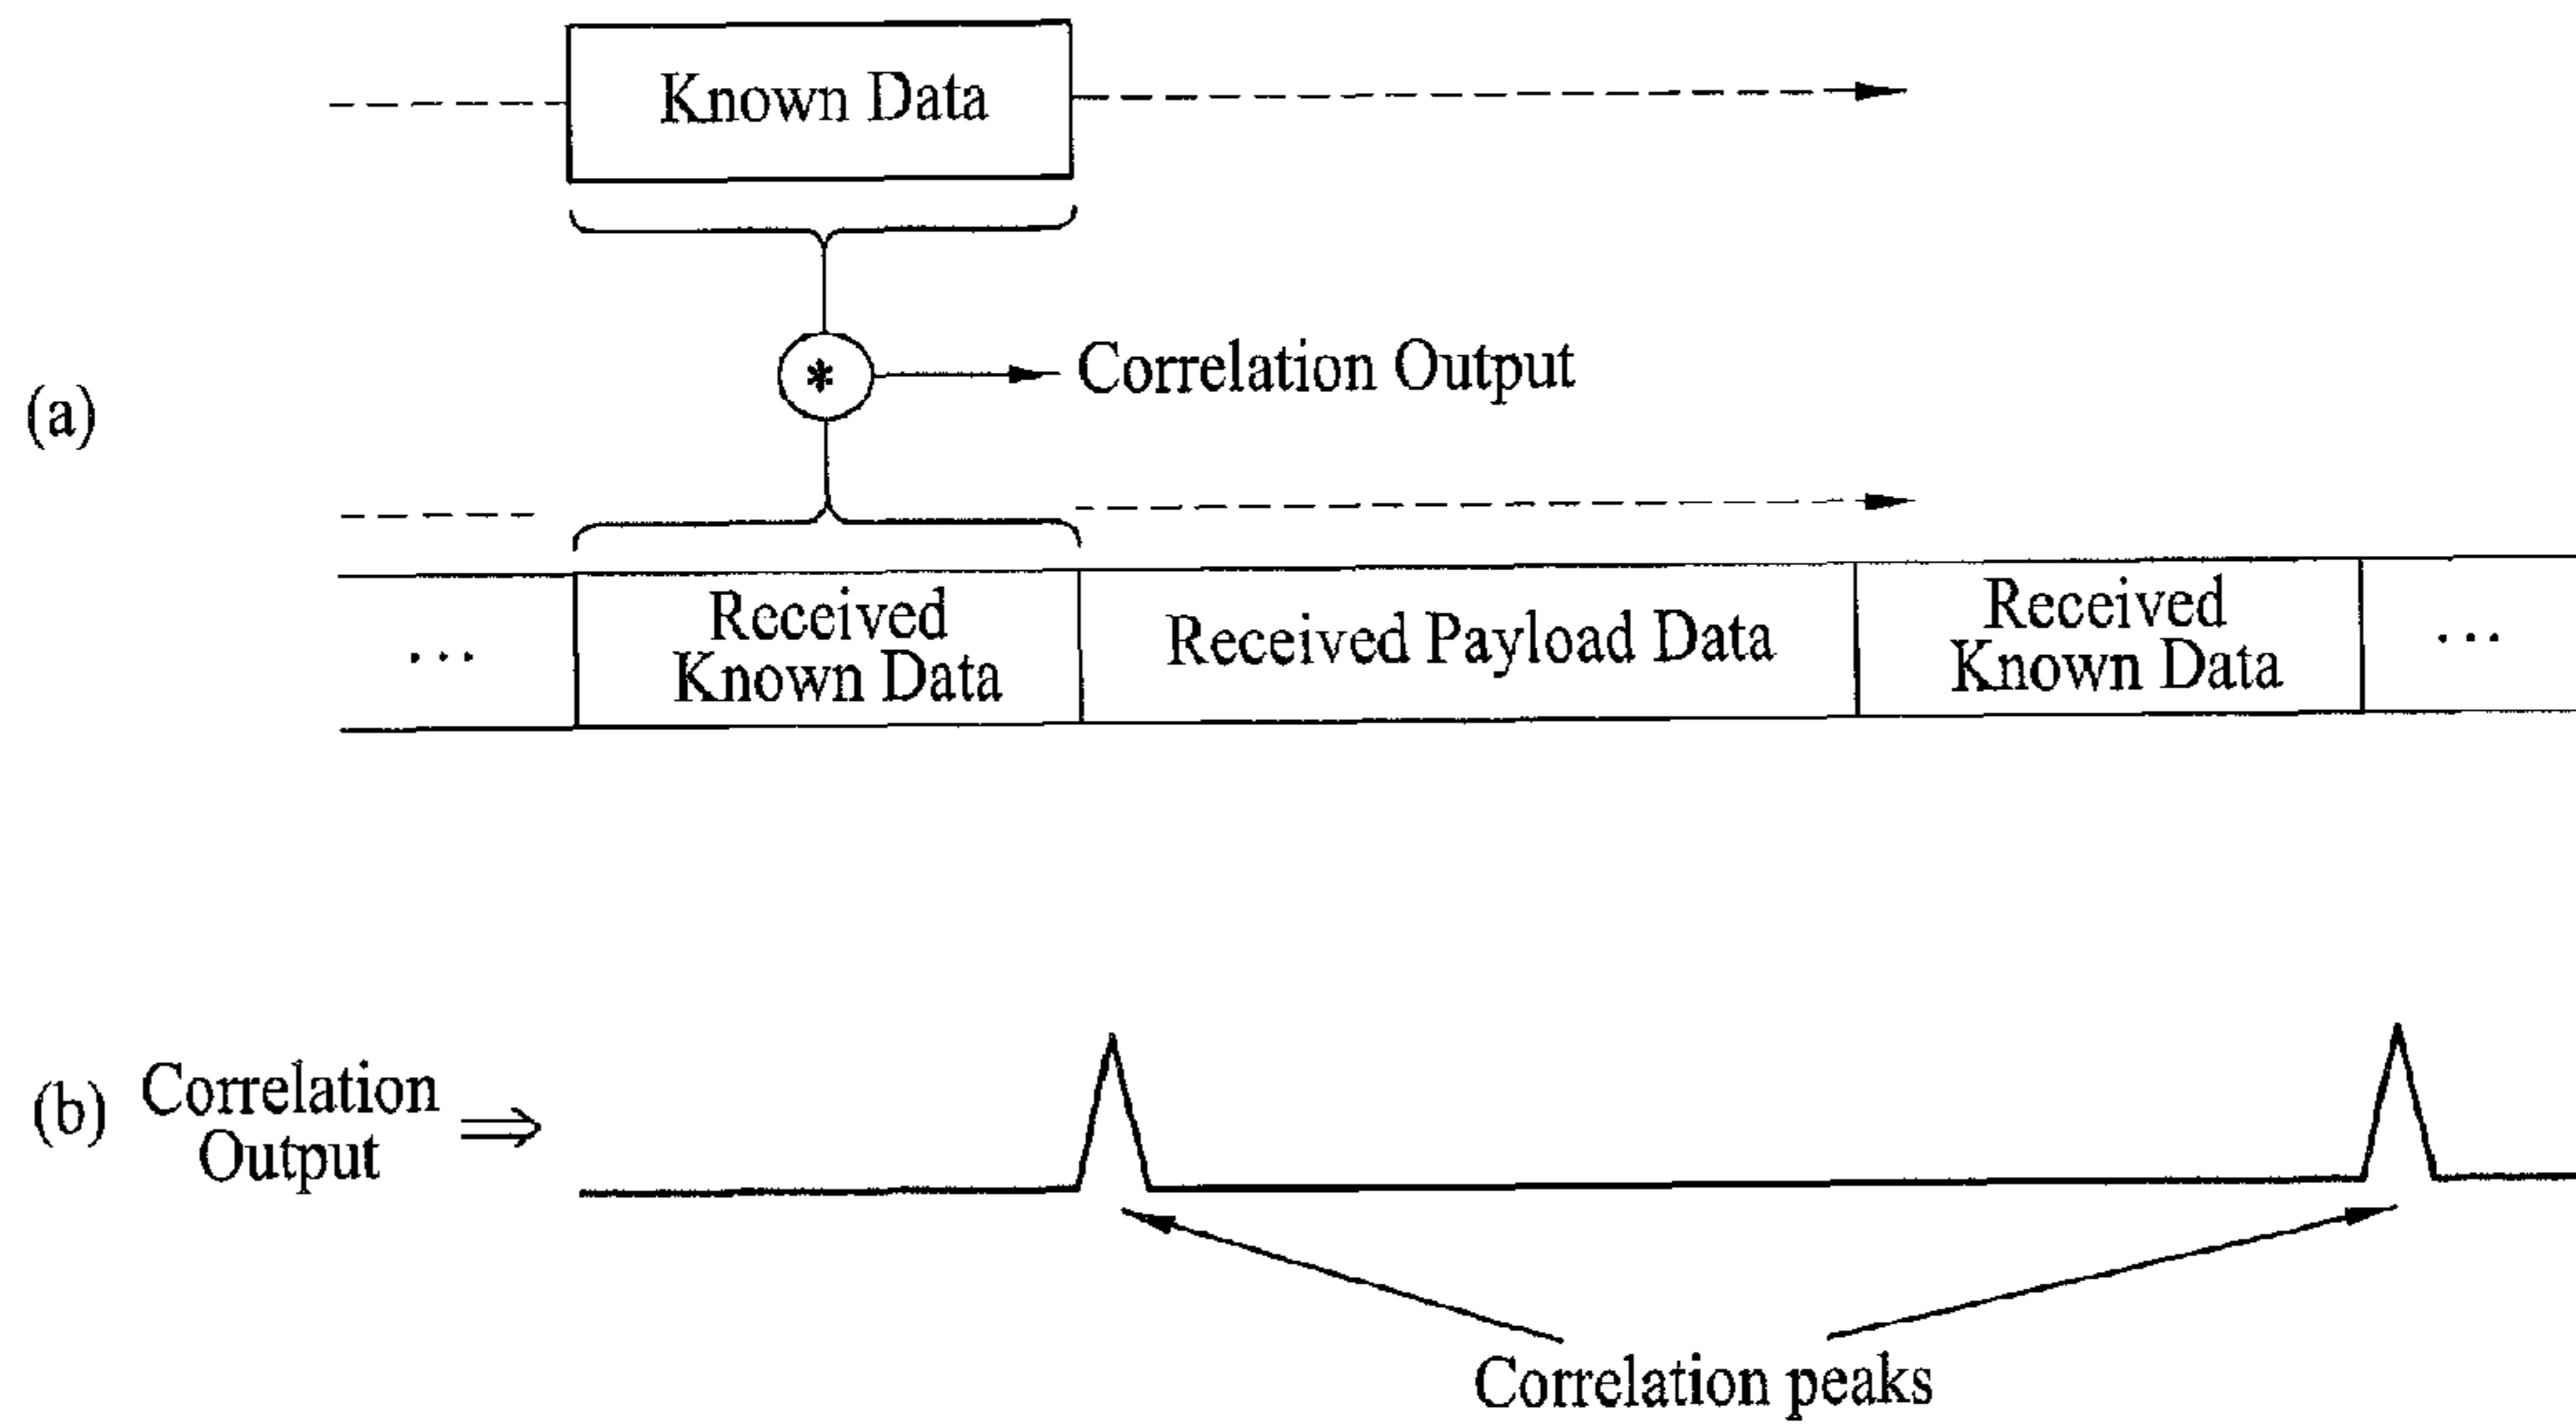 Known Data
*
Correlation Output
(a)
...
Received
Known Data
Received Payload Data
Received
Known Data
...
(b)
Correlation
Output
Correlation peaks